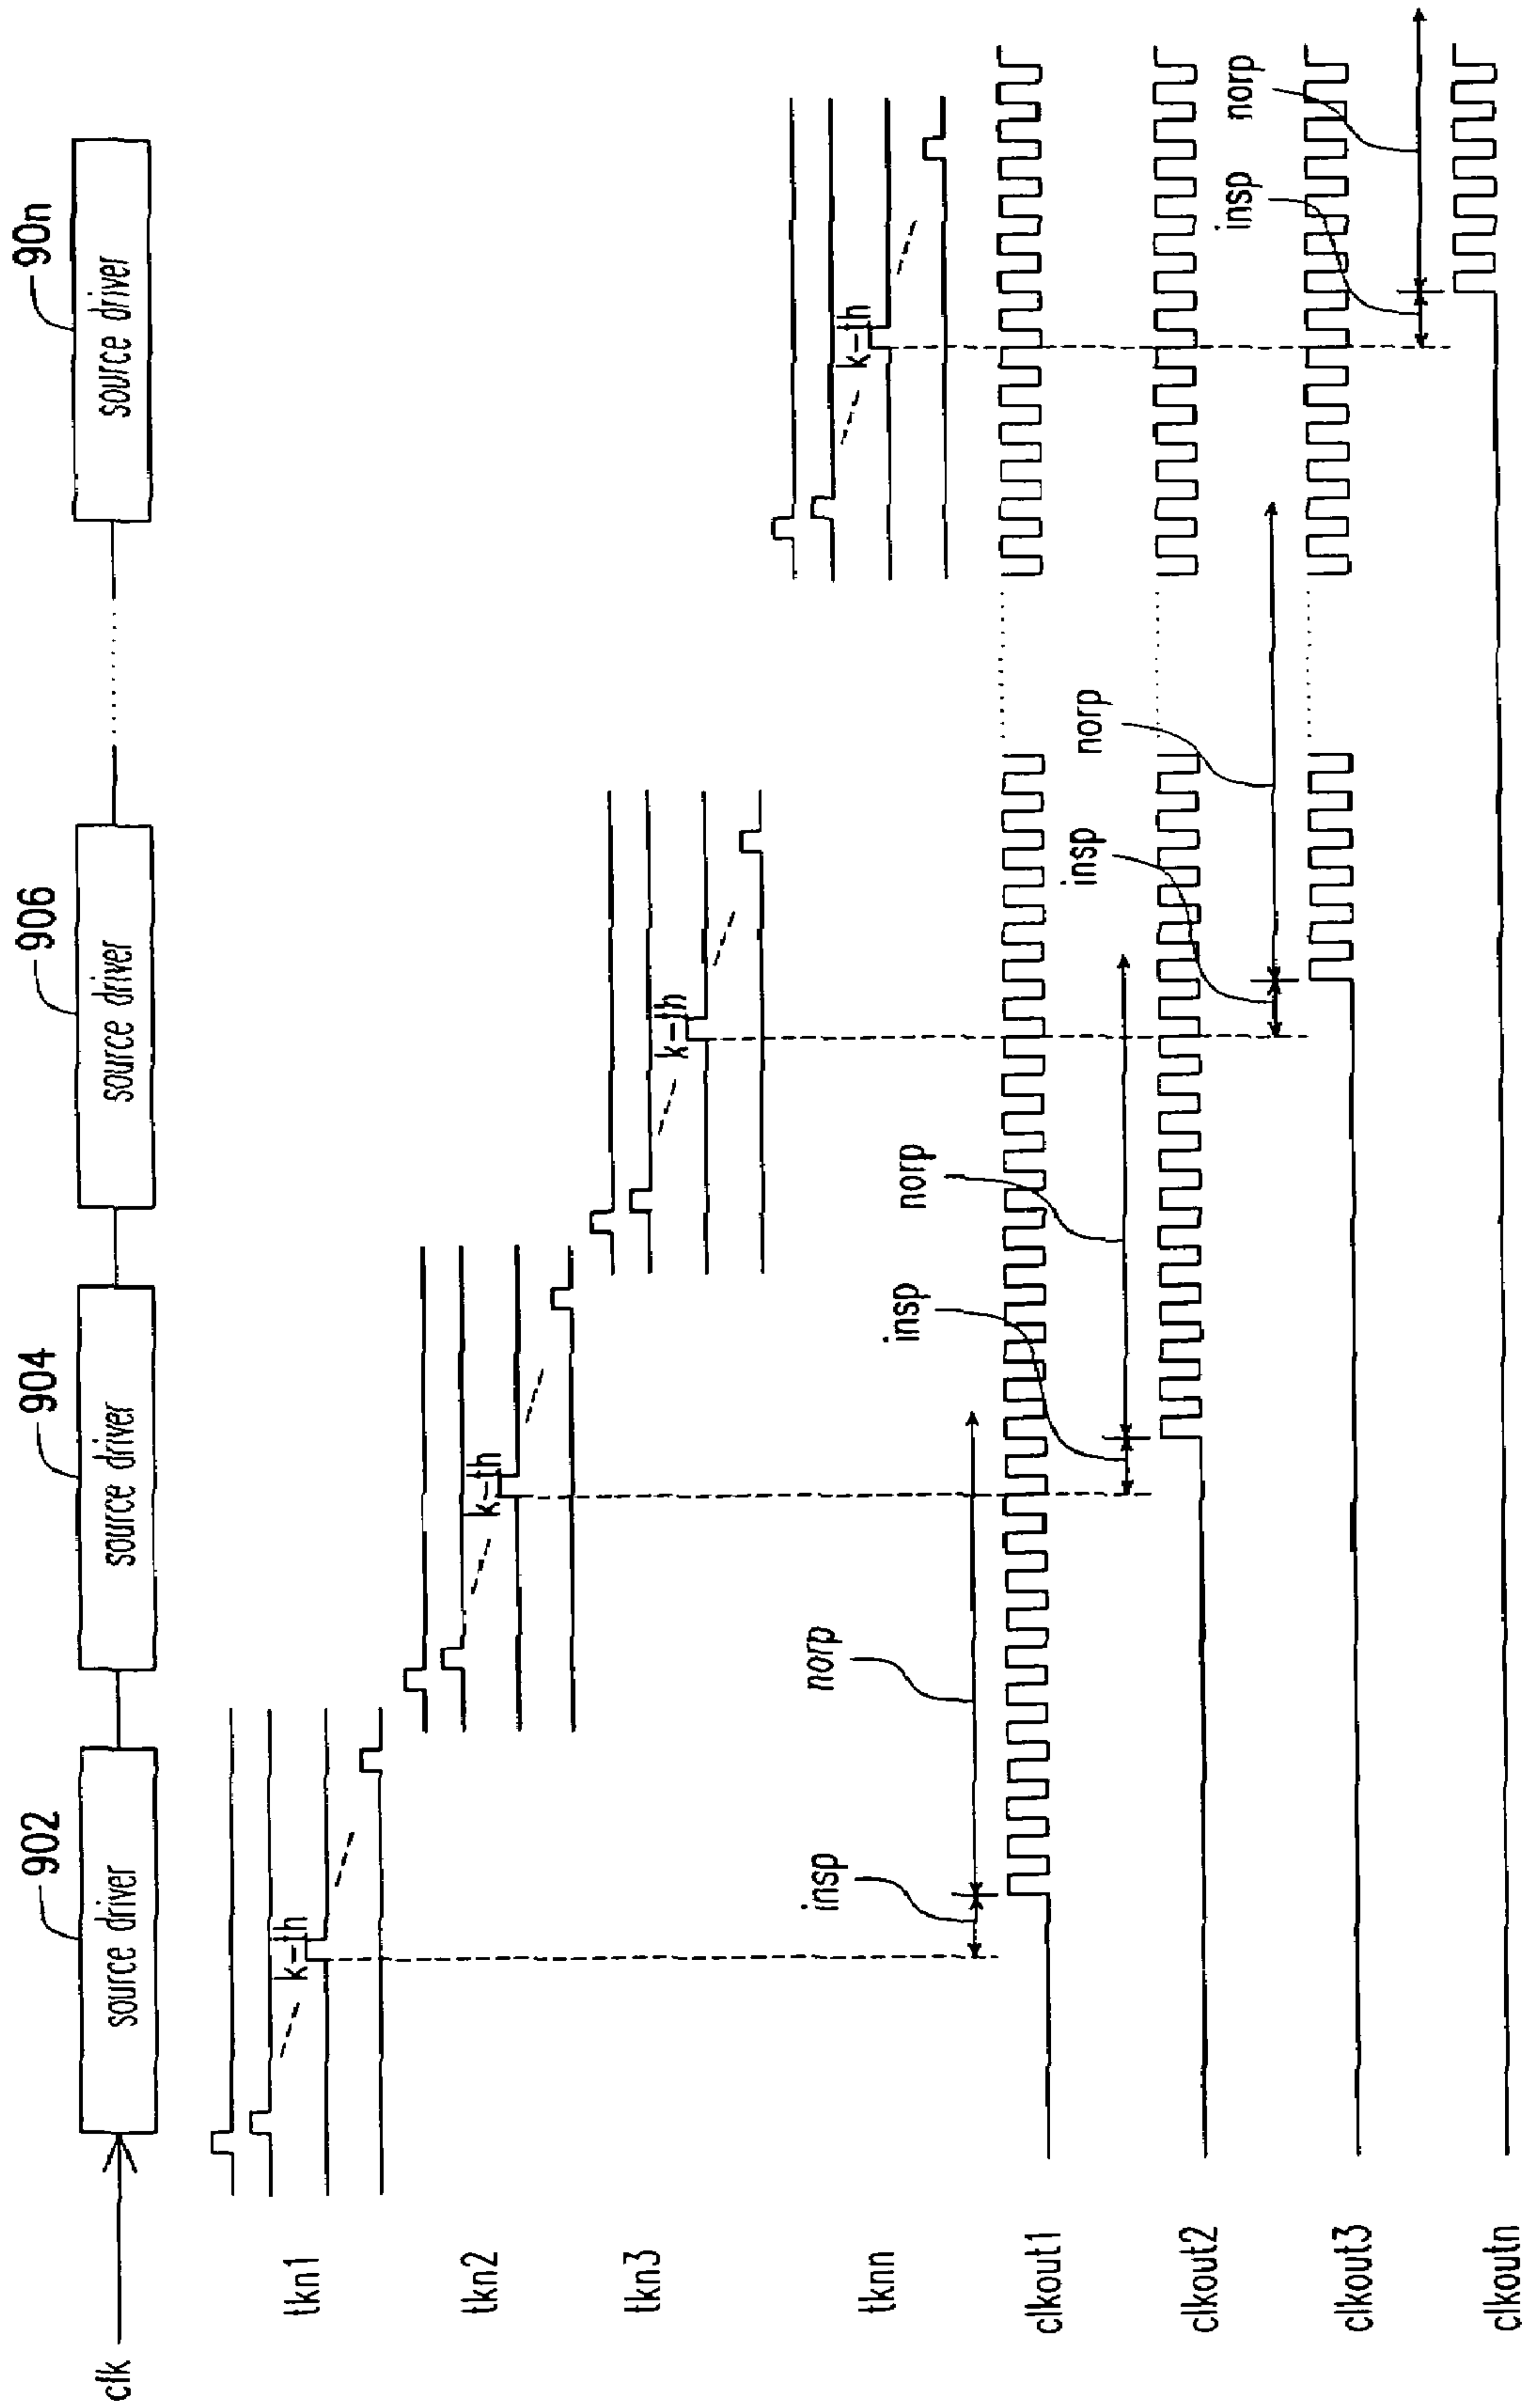 902
904
906
90n
clk
source driver
source driver
source driver
source driver
tkn1
k-th
tkn2
k-th
tkn3
k-th
tknn
k-th
insp
norp
clkout1
insp
norp
clkout2
insp
norp
clkout3
insp
norp
clkoutn